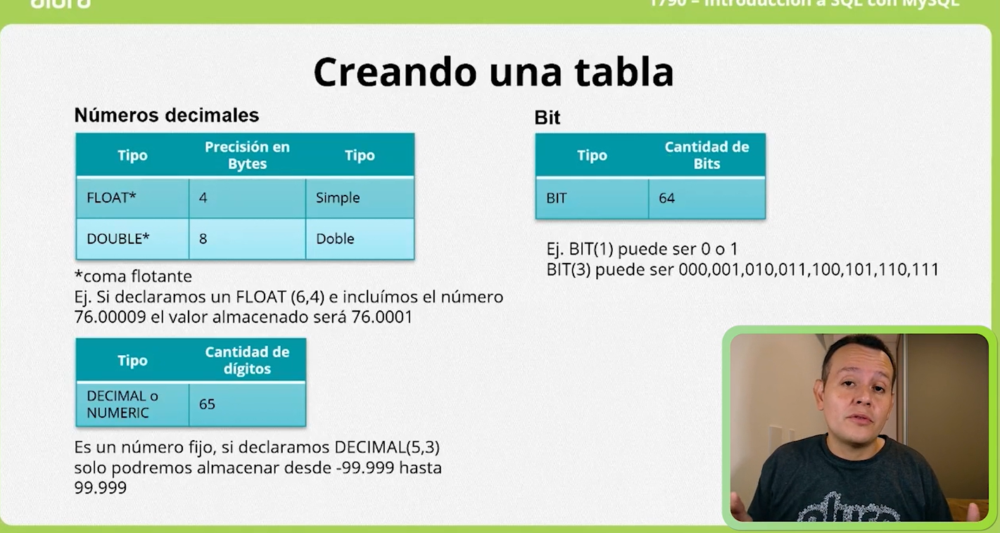 alura
1790 – Introducción a SQL con MySQL
Creando una tabla
Números decimales
Tipo
Precisión en
Bytes
Tipo
FLOAT*
4
Simple
DOUBLE*
8
Doble
*coma flotante
Ej. Si declaramos un FLOAT (6,4) e incluímos el número
76.00009 el valor almacenado será 76.0001
Tipo
Cantidad de
dígitos
DECIMAL o
NUMERIC
65
Es un número fijo, si declaramos DECIMAL(5,3)
solo podremos almacenar desde -99.999 hasta
99.999
Bit
Tipo
Cantidad de
Bits
BIT
64
Ej. BIT(1) puede ser 0 o 1
BIT(3) puede ser 000,001,010,011,100,101,110,111
alura